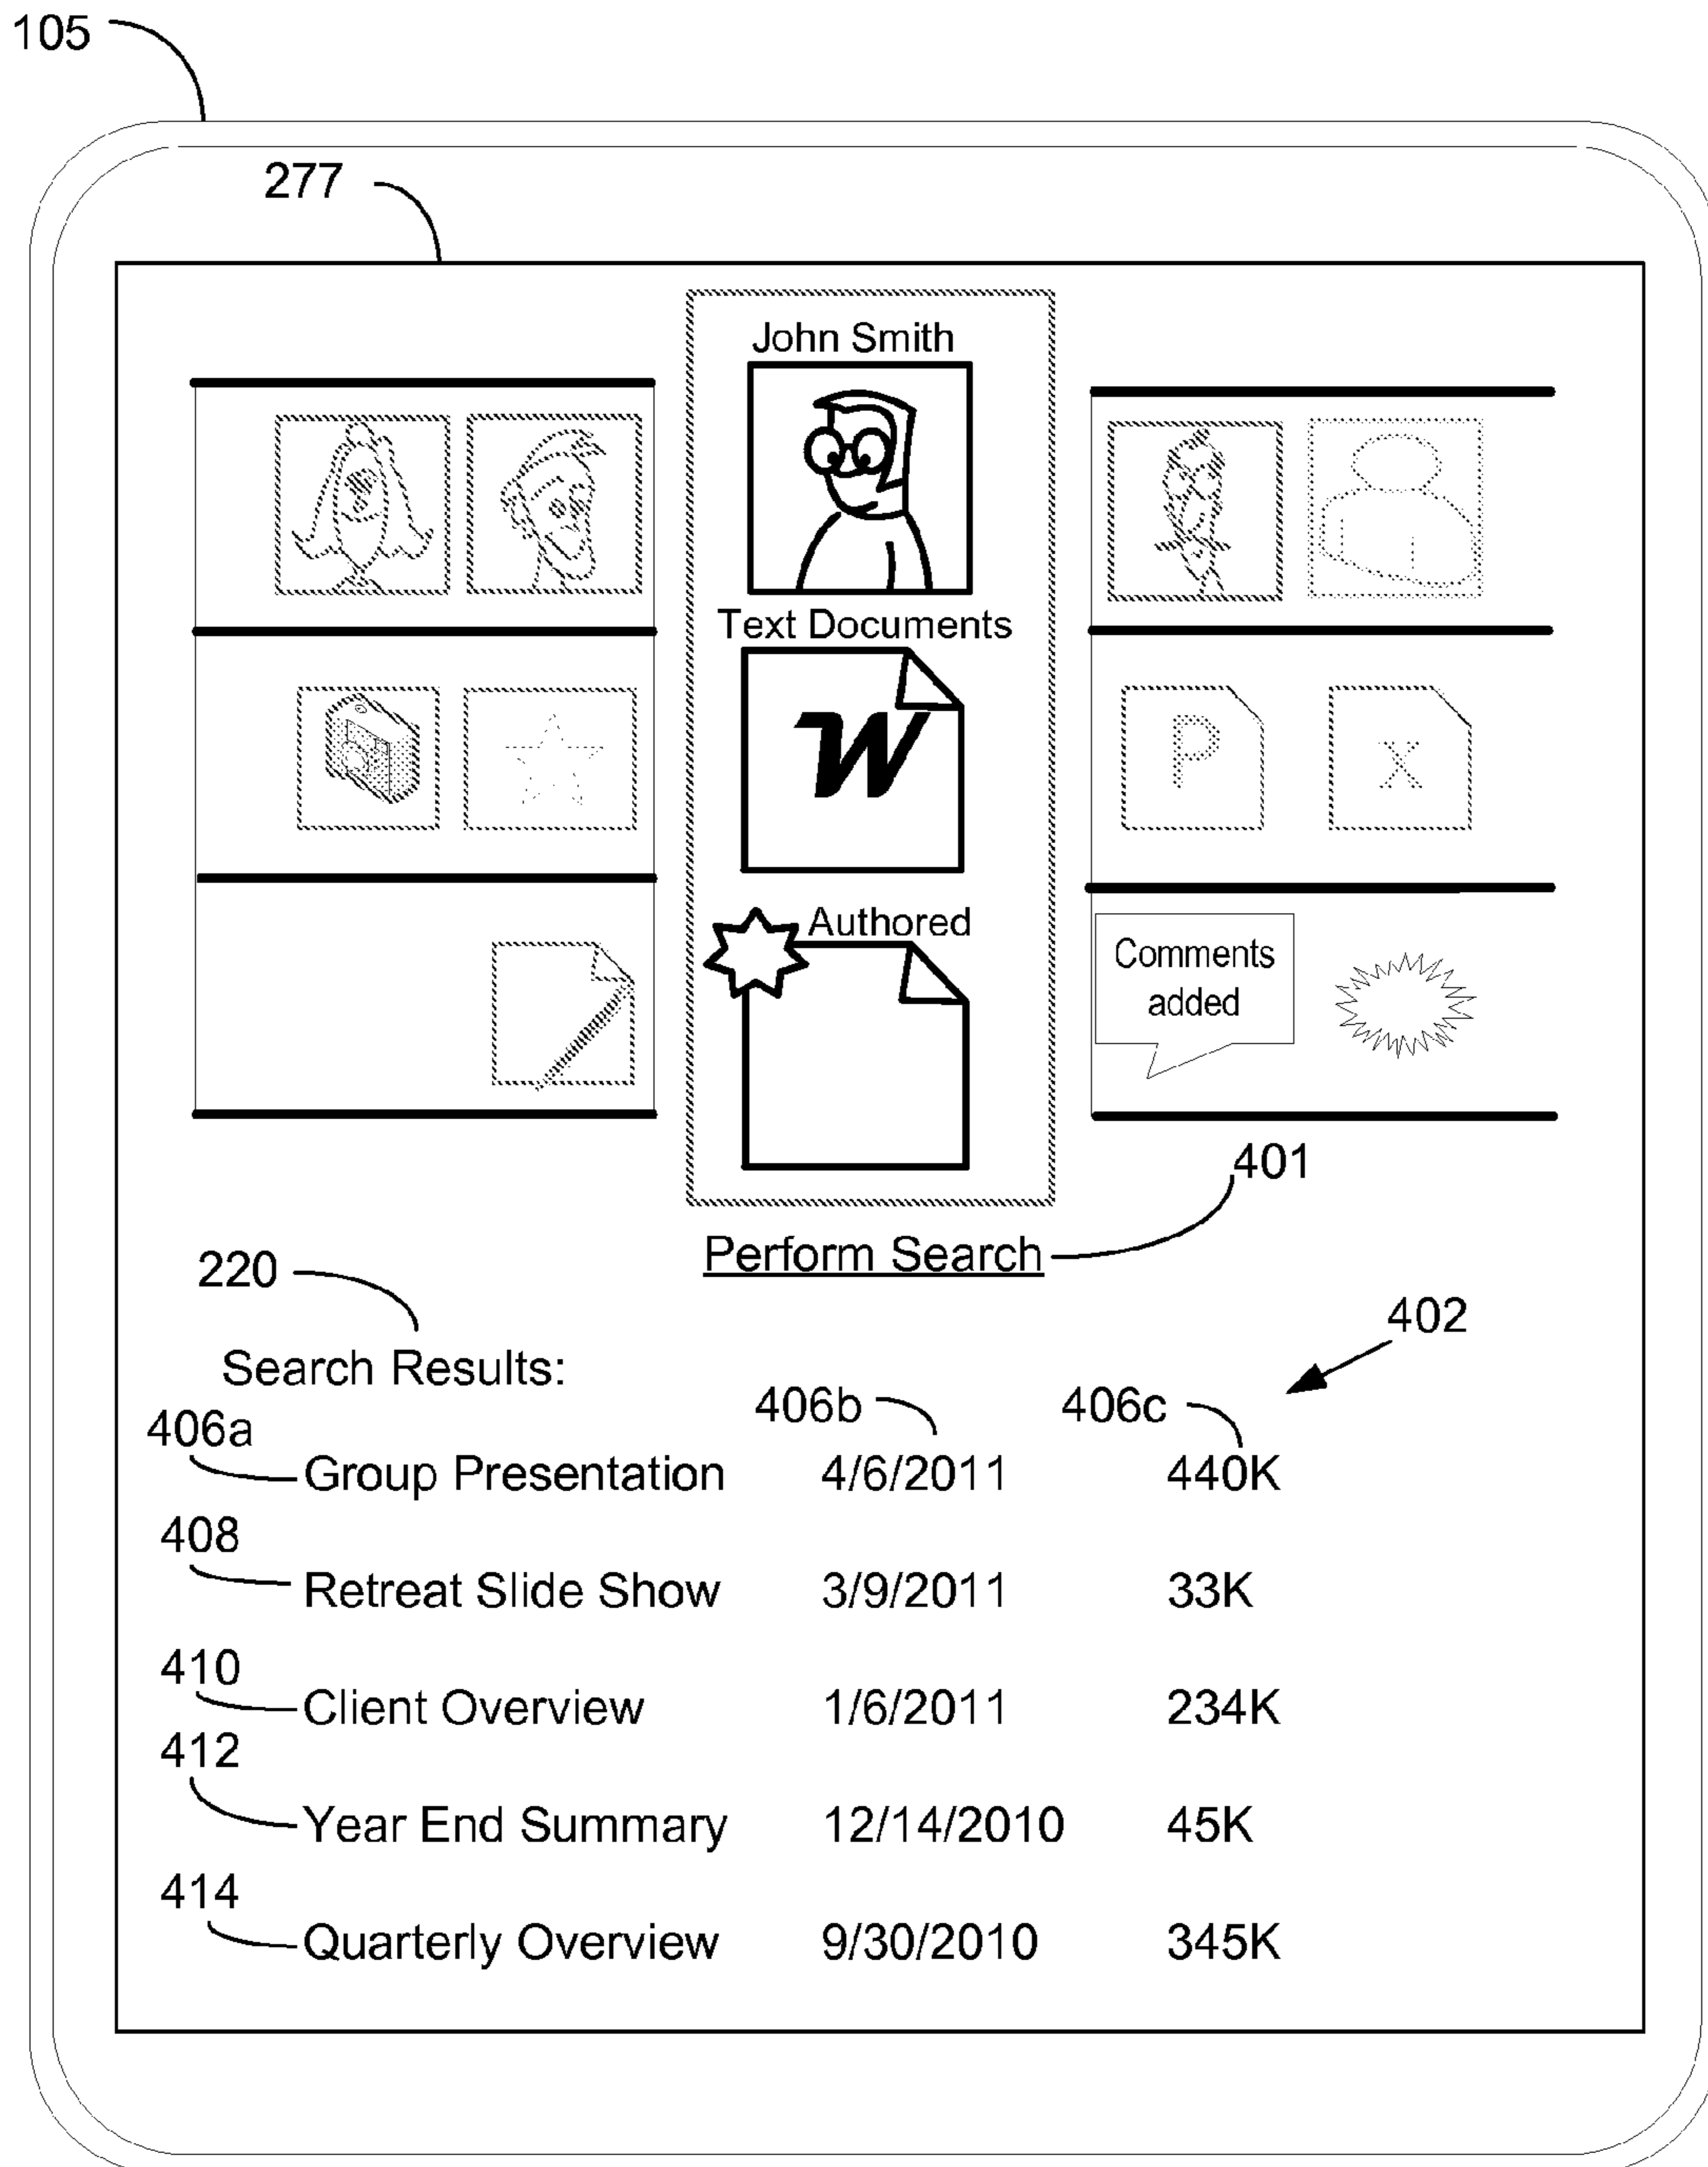 105
277
John Smith
Text Documents
W
P
X
Authored
Comments
added
401
Perform Search
220
402
Search Results:
406b
406c
406a
Group Presentation 4/6/2011 440K
408
Retreat Slide Show 3/9/2011 33K
410
Client Overview 1/6/2011 234K
412
Year End Summary 12/14/2010 45K
414
Quarterly Overview 9/30/2010 345K